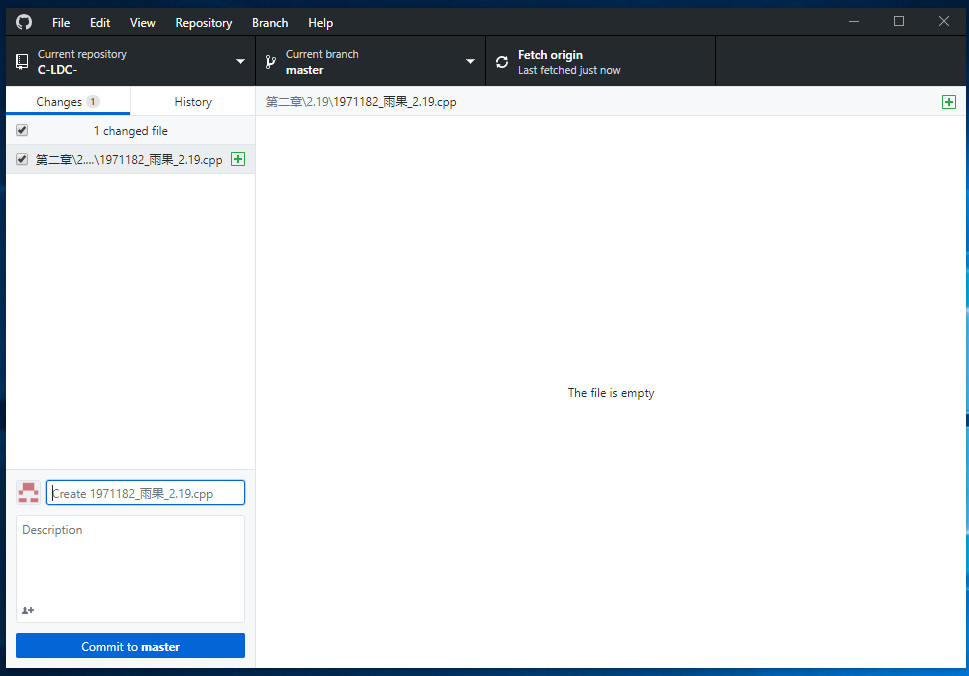 File Edit View Repository Branch Help
Current repository
C-LDC-
Current branch
master
Fetch origin
Last fetched just now
Changes 1
History
第二章\2.19\1971182_雨果_2.19.cpp
1 changed file
第二章\2....\1971182_雨果_2.19.cpp
The file is empty
Create 1971182_雨果_2.19.cpp
Description
Commit to master